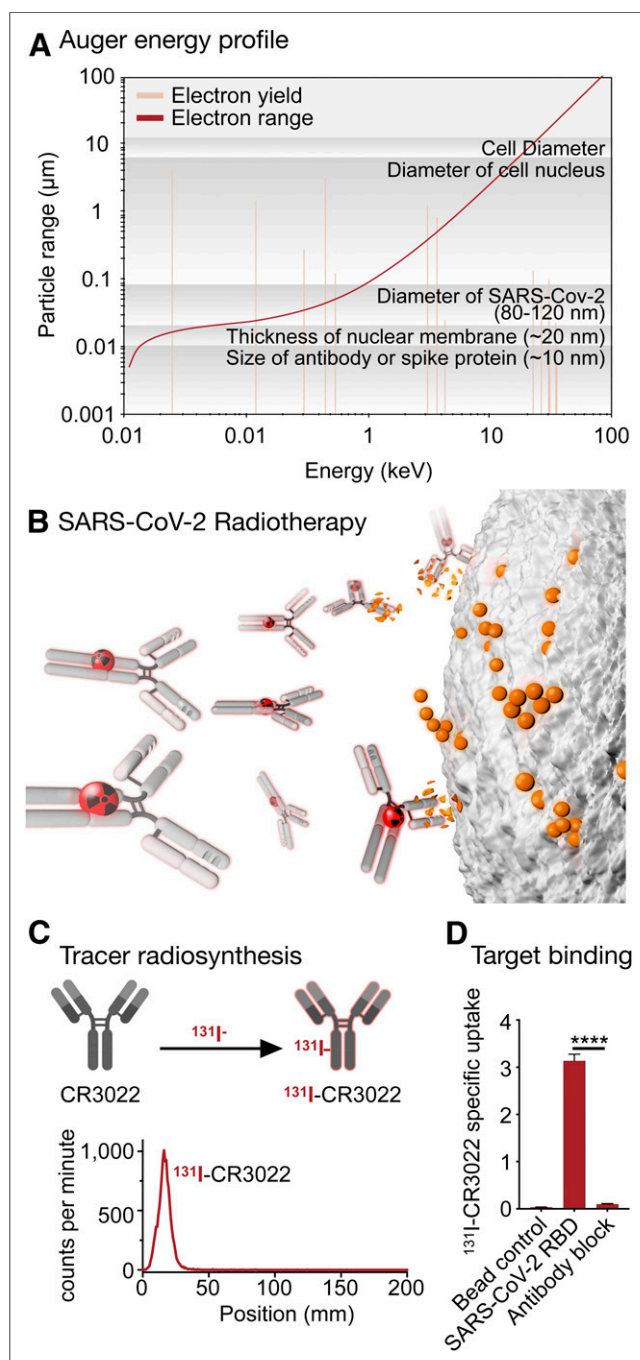 A Auger energy profile
100
10
1
0.1
0.01
0.001
Particle range (µm)
Electron yield
Electron range
Cell Diameter
Diameter of cell nucleus
Diameter of SARS-Cov-2
(80-120 nm)
Thickness of nuclear membrane (~20 nm)
Size of antibody or spike protein (~10 nm)
0.01 0.01 1 10 100
Energy (keV)
B SARS-CoV-2 Radiotherapy
C Tracer radiosynthesis
131I-
CR3022
131I-
131I-CR3022
counts per minute
1,000
500
0
131I-CR3022
0 50 100 150 200
Position (mm)
D Target binding
131I-CR3022 specific uptake
4
3
2
1
0
****
Bead control
SARS-CoV-2 RBD
Antibody block